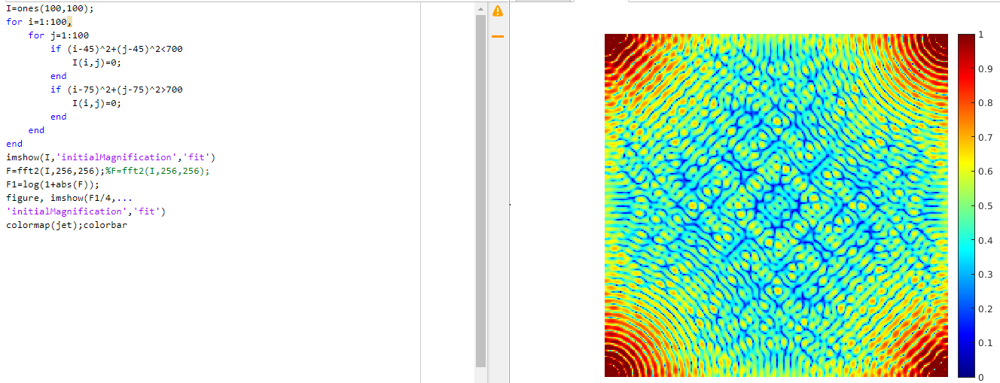 I=ones(100,100);
for i=1:100,
    for j=1:100
        if (i-45)^2+(j-45)^2<700
            I(i,j)=0;
        end
        if (i-75)^2+(j-75)^2>700
            I(i,j)=0;
        end
    end
end
imshow(I,'initialMagnification','fit')
F=fft2(I,256,256);%F=fft2(I,256,256);
F1=log(1+abs(F));
figure, imshow(F1/4,...
'initialMagnification','fit')
colormap(jet);colorbar
1
0.9
0.8
0.7
0.6
0.5
0.4
0.3
0.2
0.1
0